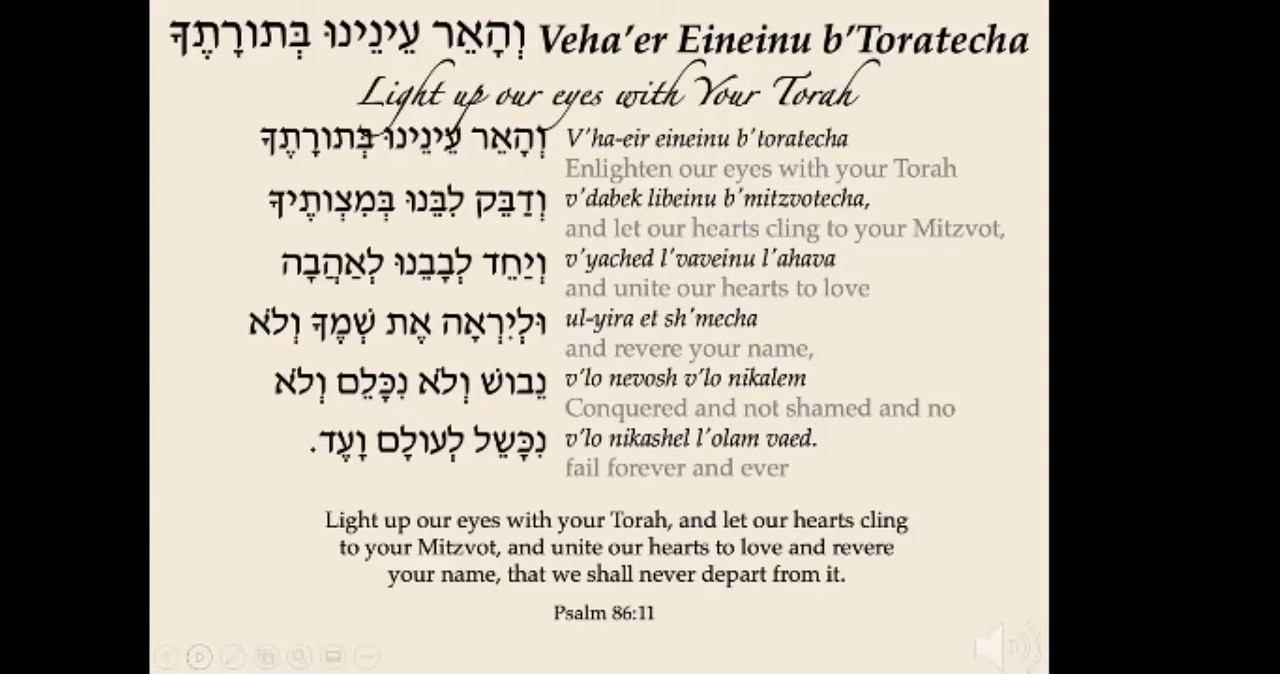 וְהָאֵר עֵינֵינוּ בְּתוֹרָתֶךָ Veha’er Eineinu b’Toratecha
Light up our eyes with Your Torah
וְהָאֵר עֵינֵינוּ בְּתוֹרָתֶךָ V’ha-eir eineinu b’toratecha
Enlighten our eyes with your Torah
וְדַבֵּק לִבֵּנוּ בְּמִצְוֹתֶיךָ v’dabek libeinu b’mitzvotecha,
and let our hearts cling to your Mitzvot,
וְיַחֵד לְבָבֵנוּ לְאַהֲבָה v’yached l’vaveinu l’ahava
and unite our hearts to love
וּלְיִרְאָה אֶת שְׁמֶךָ וְלֹא ul-yira et sh’mecha
and revere your name,
נֵבוֹשׁ וְלֹא נִכָּלֵם וְלֹא v’lo nevosh v’lo nikalem
Conquered and not shamed and no
נִכָּשֵׁל לְעוֹלָם וָעֶד. v’lo nikashel l’olam vaed.
fail forever and ever
Light up our eyes with your Torah, and let our hearts cling
to your Mitzvot, and unite our hearts to love and revere
your name, that we shall never depart from it.
Psalm 86:11